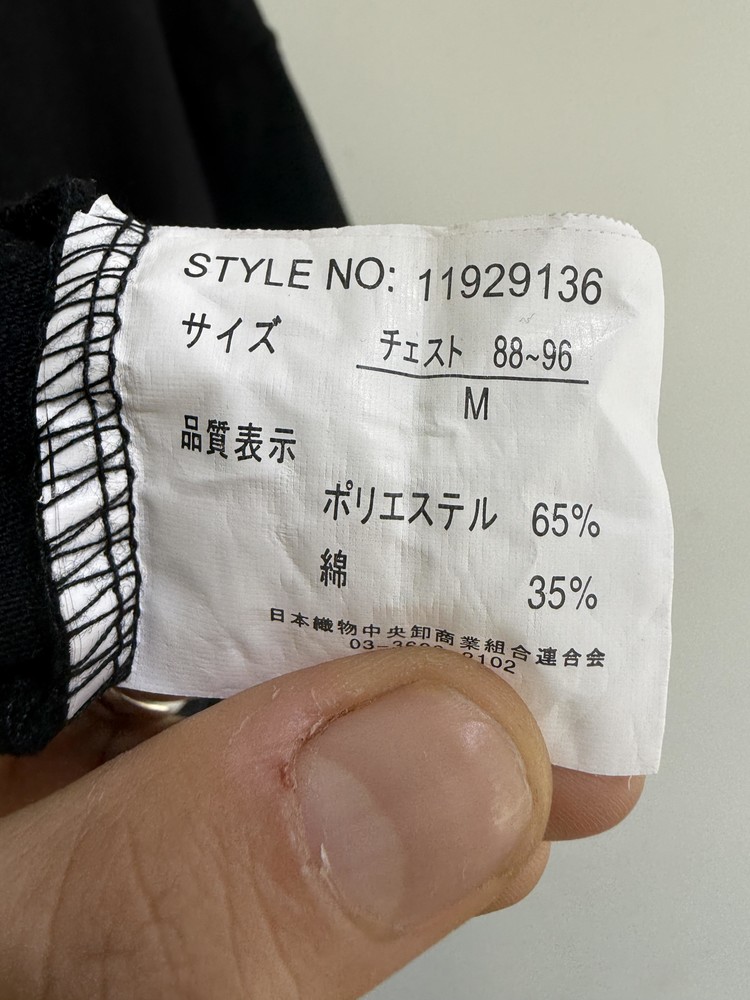 STYLE NO: 11929136
サイズ チェスト 88~96
M
品質表示
ポリエステル 65%
綿 35%
日本織物中央卸商業組合連合会